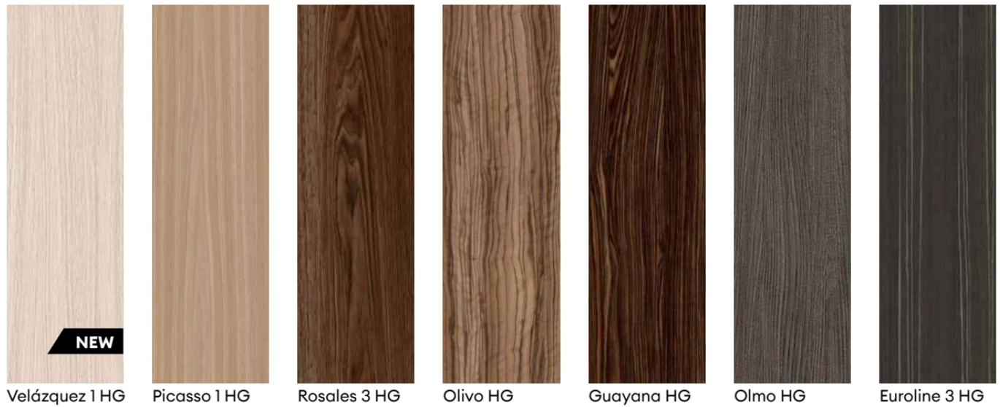 NEW
Velázquez 1 HG
Picasso 1 HG
Rosales 3 HG
Olivo HG
Guayana HG
Olmo HG
Euroline 3 HG